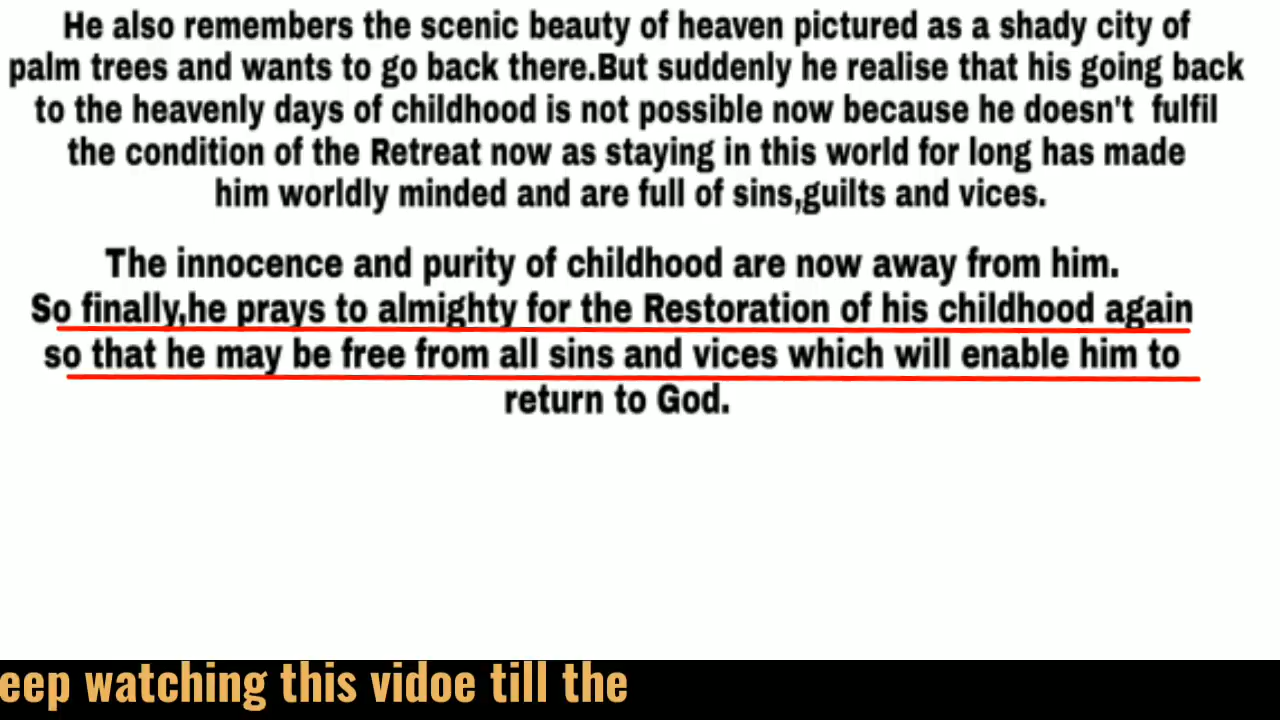 He also remembers the scenic beauty of heaven pictured as a shady city of
palm trees and wants to go back there.But suddenly he realise that his going back
to the heavenly days of childhood is not possible now because he doesn't fulfil
the condition of the Retreat now as staying in this world for long has made
him worldly minded and are full of sins,guilts and vices.
The innocence and purity of childhood are now away from him.
So finally,he prays to almighty for the Restoration of his childhood again
so that he may be free from all sins and vices which will enable him to
return to God.
eep watching this vidoe till the